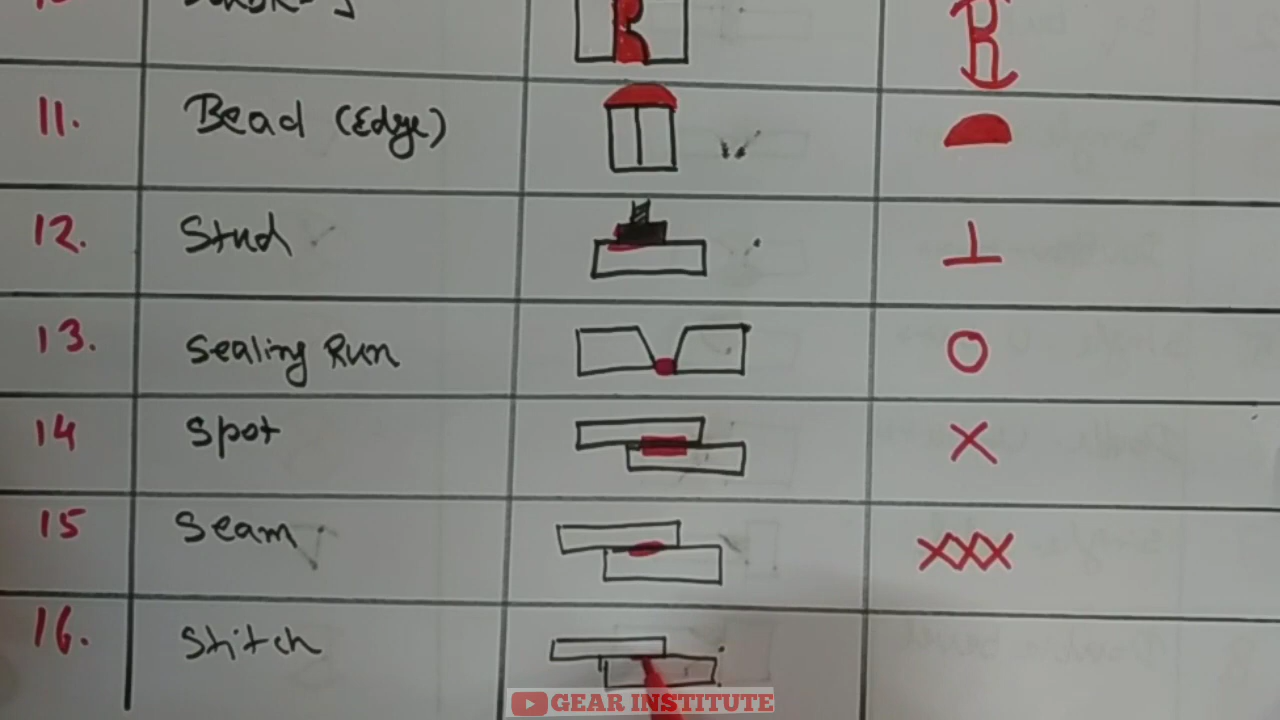 11. Bead (Edge)
12. Stud
13. Sealing Run
14 Spot
15 Seam
16. Stitch
GEAR INSTITUTE